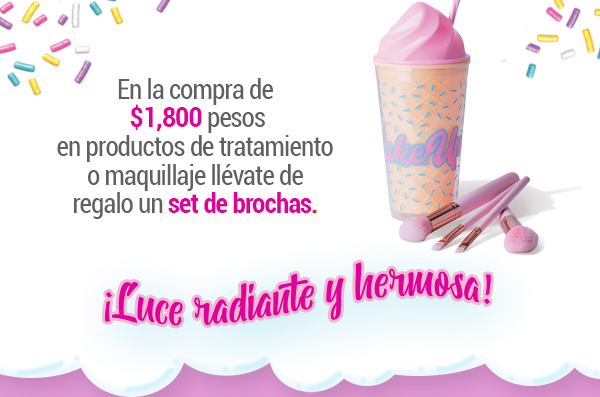 En la compra de
$1,800 pesos
en productos de tratamiento
o maquillaje llévate de
regalo un set de brochas.
¡Luce radiante y hermosa!